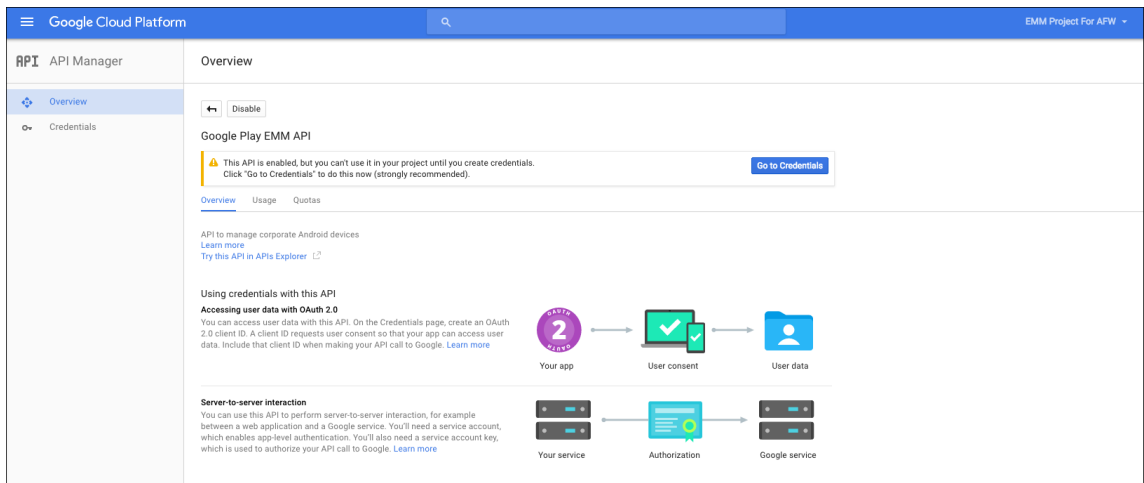 Google Cloud Platform
EMM Project For AFW
API API Manager
Overview
Overview
Credentials
Disable
Google Play EMM API
This API is enabled, but you can't use it in your project until you create credentials.
Click "Go to Credentials" to do this now (strongly recommended).
Go to Credentials
Overview Usage Quotas
API to manage corporate Android devices
Learn more
Try this API in APIs Explorer
Using credentials with this API
Accessing user data with OAuth 2.0
You can access user data with this API. On the Credentials page, create an OAuth
2.0 client ID. A client ID requests user consent so that your app can access user
data. Include that client ID when making your API call to Google. Learn more
OAUTH
2
OAUTH
Your app User consent User data
Server-to-server interaction
You can use this API to perform server-to-server interaction, for example
between a web application and a Google service. You'll need a service account,
which enables app-level authentication. You'll also need a service account key,
which is used to authorize your API call to Google. Learn more
Your service Authorization Google service